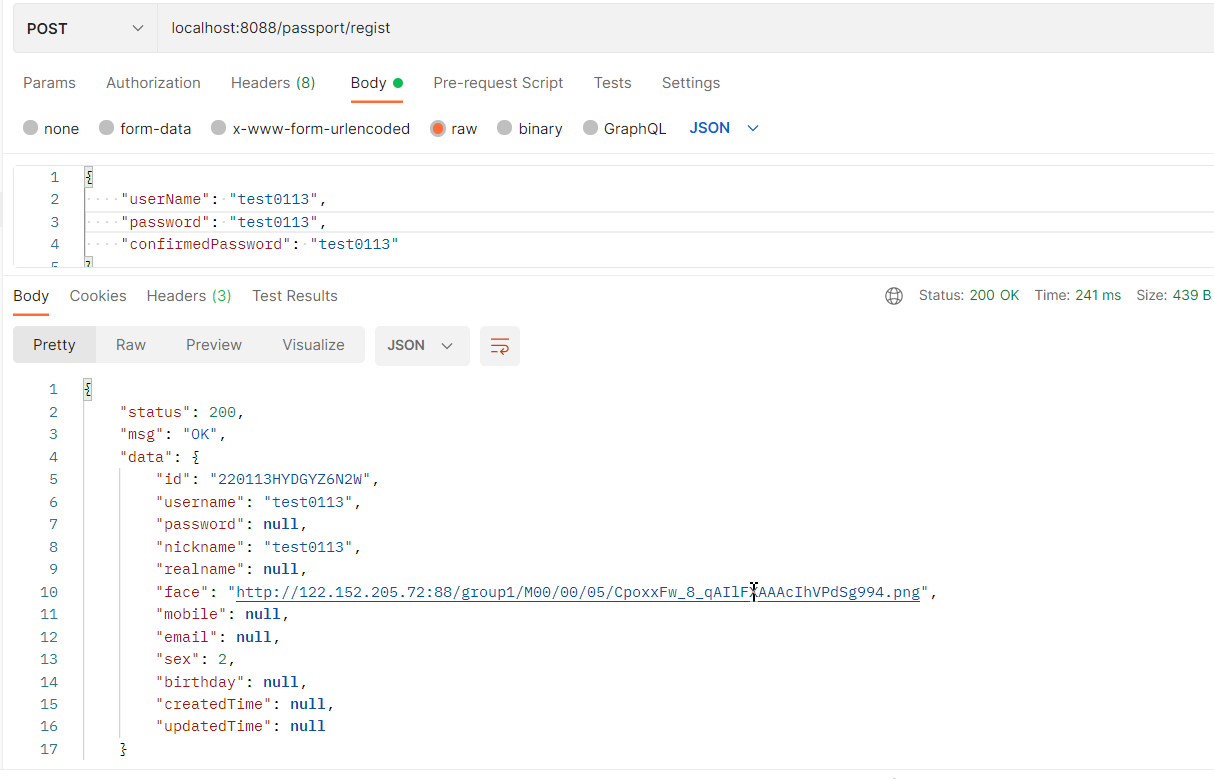 POST localhost:8088/passport/regist
Params Authorization Headers (8) Body Pre-request Script Tests Settings
none form-data x-www-form-urlencoded raw binary GraphQL JSON
1 {
2 "userName": "test0113",
3 "password": "test0113",
4 "confirmedPassword": "test0113"
5 }
Body Cookies Headers (3) Test Results Status: 200 OK Time: 241 ms Size: 439 B
Pretty Raw Preview Visualize JSON
1 {
2 "status": 200,
3 "msg": "OK",
4 "data": {
5 "id": "220113HYDGYZ6N2W",
6 "username": "test0113",
7 "password": null,
8 "nickname": "test0113",
9 "realname": null,
10 "face": "http://122.152.205.72:88/group1/M00/00/05/CpoxxFw_8_qAIlFXAAAcIhVPdSg994.png",
11 "mobile": null,
12 "email": null,
13 "sex": 2,
14 "birthday": null,
15 "createdTime": null,
16 "updatedTime": null
17 }